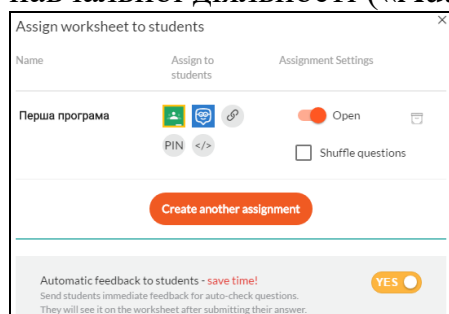 Assign worksheet to students ×
Name Assign to students Assignment Settings
Перша програма Open
PIN </> Shuffle questions
Create another assignment
Automatic feedback to students - save time! YES
Send students immediate feedback for auto-check questions.
They will see it on the worksheet after submitting their answer.